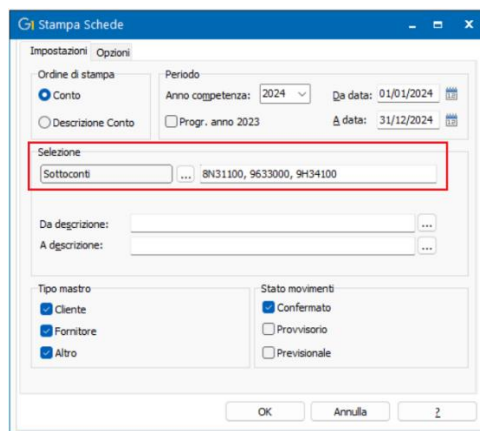 G1 Stampa Schede
Impostazioni Opzioni
Ordine di stampa
Conto
Descrizione Conto
Periodo
Anno competenza: 2024 Da data: 01/01/2024
Progr. anno 2023 A data: 31/12/2024
Selezione
Sottoconti ... 8N31100, 9633000, 9H34100
Da descrizione: ...
A descrizione: ...
Tipo mastro
Cliente
Fornitore
Altro
Stato movimenti
Confermato
Provvisorio
Previsionale
OK Annulla ?